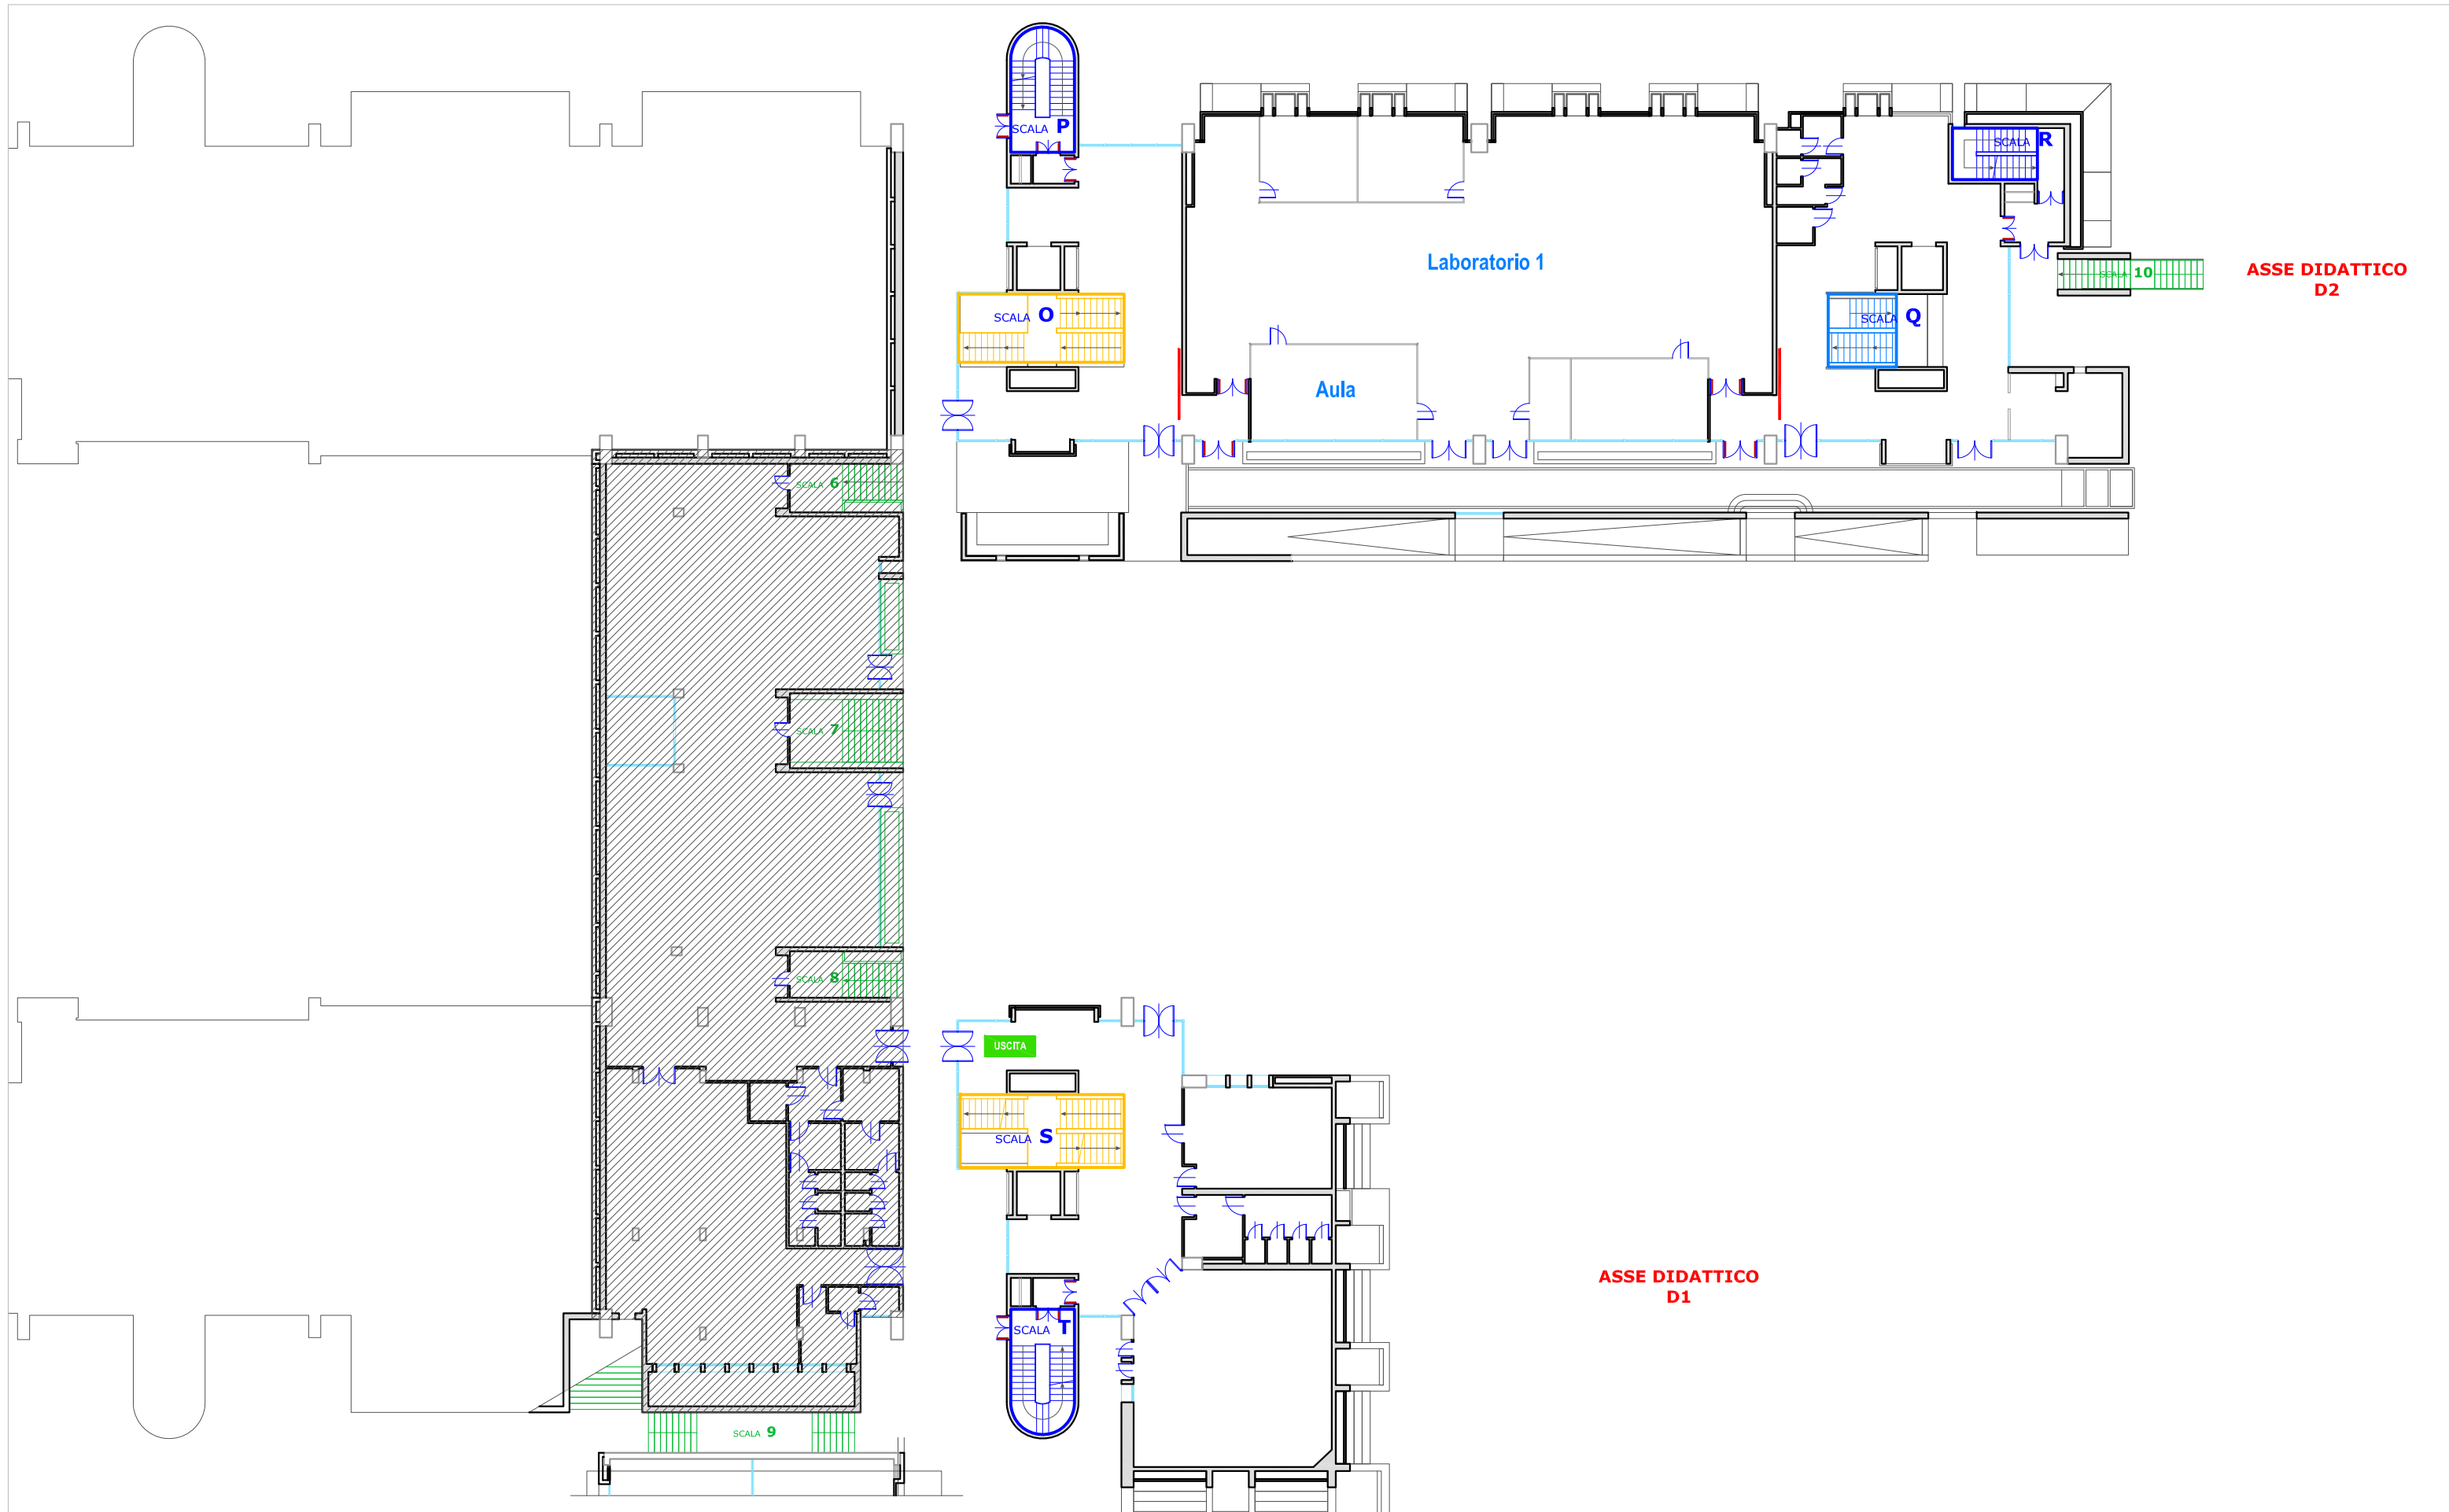 SCALA P
SCALA R
Laboratorio 1
SCALA 10
ASSE DIDATTICO
D2
SCALA O
SCALA Q
Aula
SCALA 6
SCALA 7
SCALA 8
USCITA
SCALA S
ASSE DIDATTICO
D1
SCALA T
SCALA 9